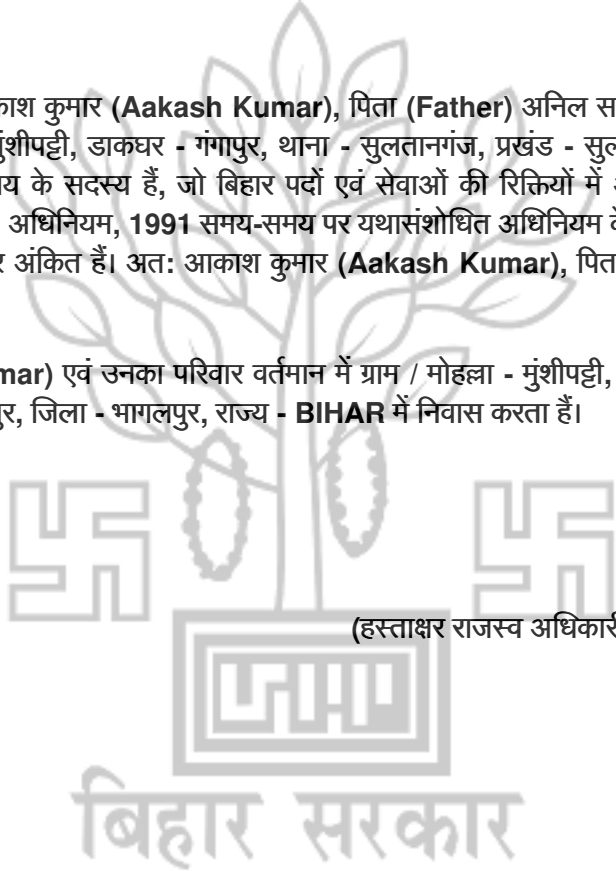 काश कुमार (Aakash Kumar), पिता (Father) अनिल
मुंशीपट्टी, डाकघर - गंगापुर, थाना - सुलतानगंज, प्रखंड -
के सदस्य हैं, जो बिहार पदों एवं सेवाओं की रिक्तियों में
अधिनियम, 1991 समय-समय पर यथासंशोधित अधिनियम
अंकित हैं। अत: आकाश कुमार (Aakash Kumar),
mar) एवं उनका परिवार वर्तमान में ग्राम / मोहल्ला - मुंशीपट्टी,
जिला - भागलपुर, राज्य - BIHAR में निवास करता हैं।
(हस्ताक्षर राजस्व अधिकारी
बिहार सरकार